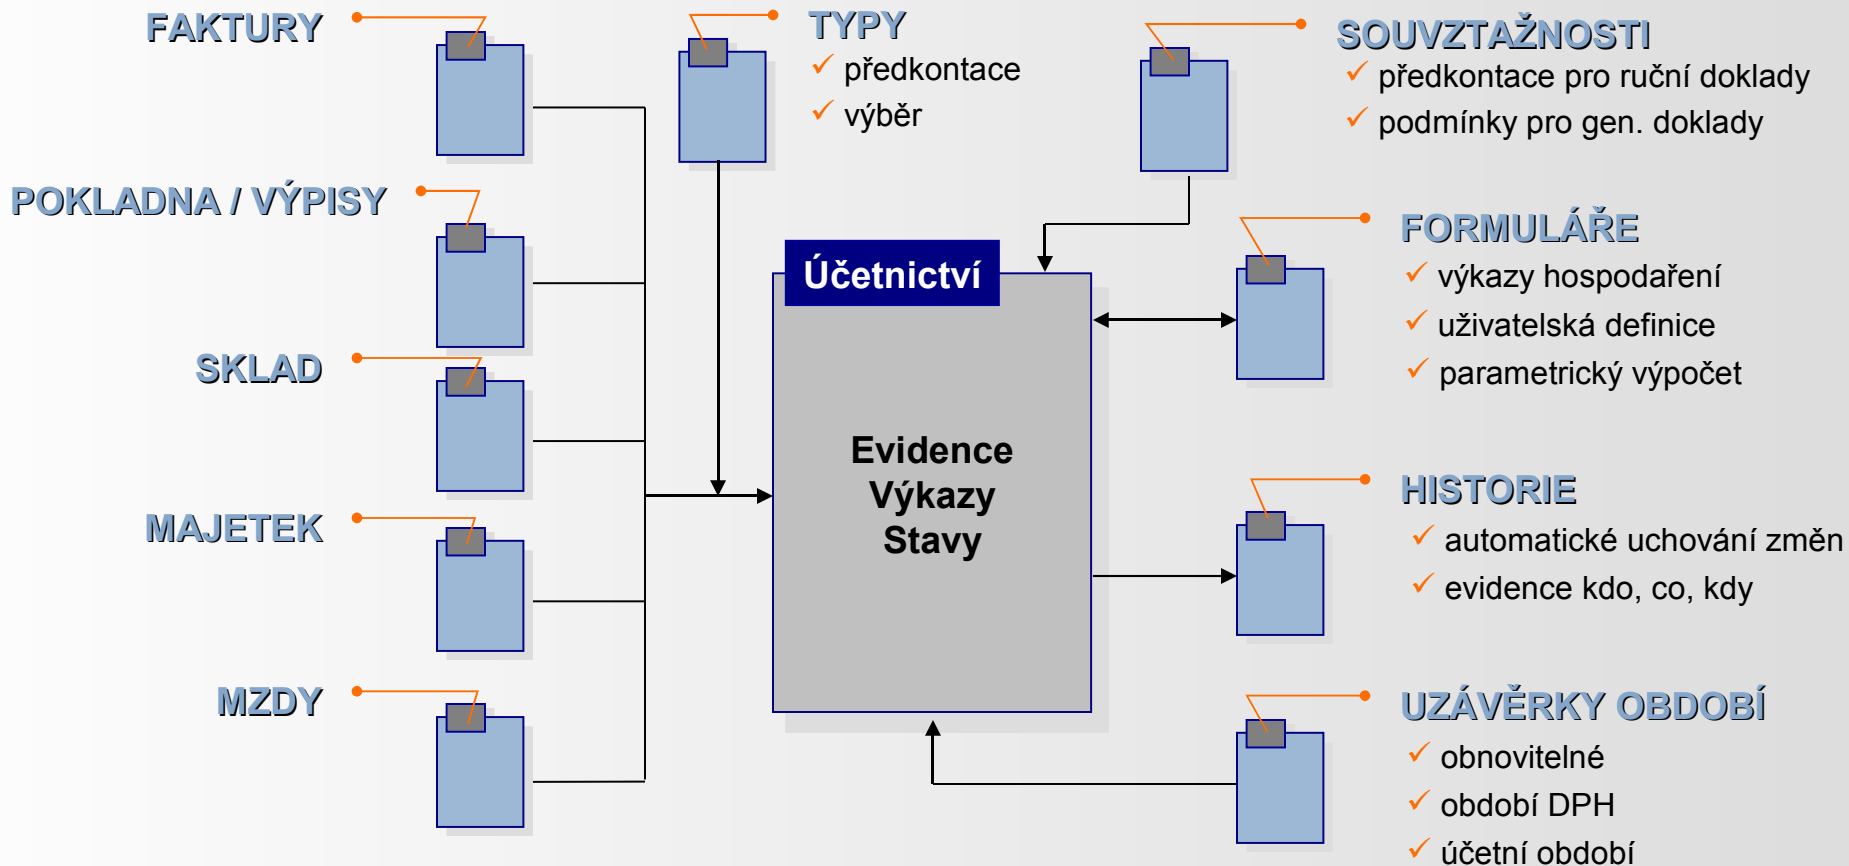 FAKTURY
POKLADNA / VÝPISY
SKLAD
MAJETEK
MZDY
TYPY
předkontace
výběr
Účetnictví
Evidence
Výkazy
Stavy
SOUVZTAŽNOSTI
předkontace pro ruční doklady
podmínky pro gen. doklady
FORMULÁŘE
výkazy hospodaření
uživatelská definice
parametrický výpočet
HISTORIE
automatické uchování změn
evidence kdo, co, kdy
UZÁVĚRKY OBDOBÍ
obnovitelné
období DPH
účetní období